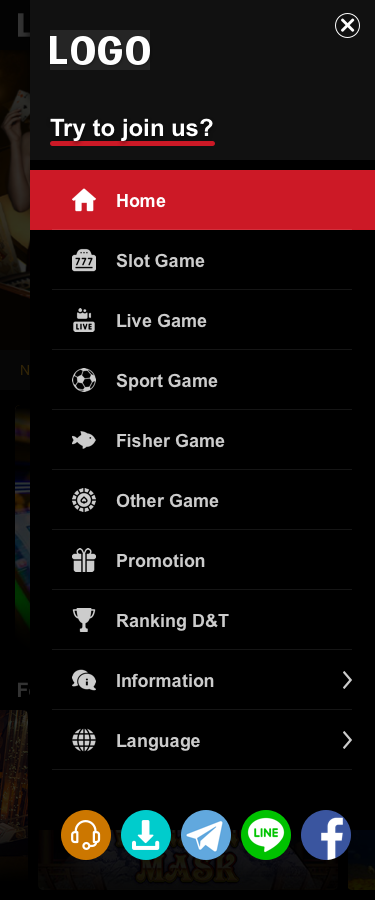 LOGO
Try to join us?
Home
777
Slot Game
LIVE
Live Game
Sport Game
Fisher Game
Other Game
Promotion
Ranking D&T
Information
Language
LINE
MASK